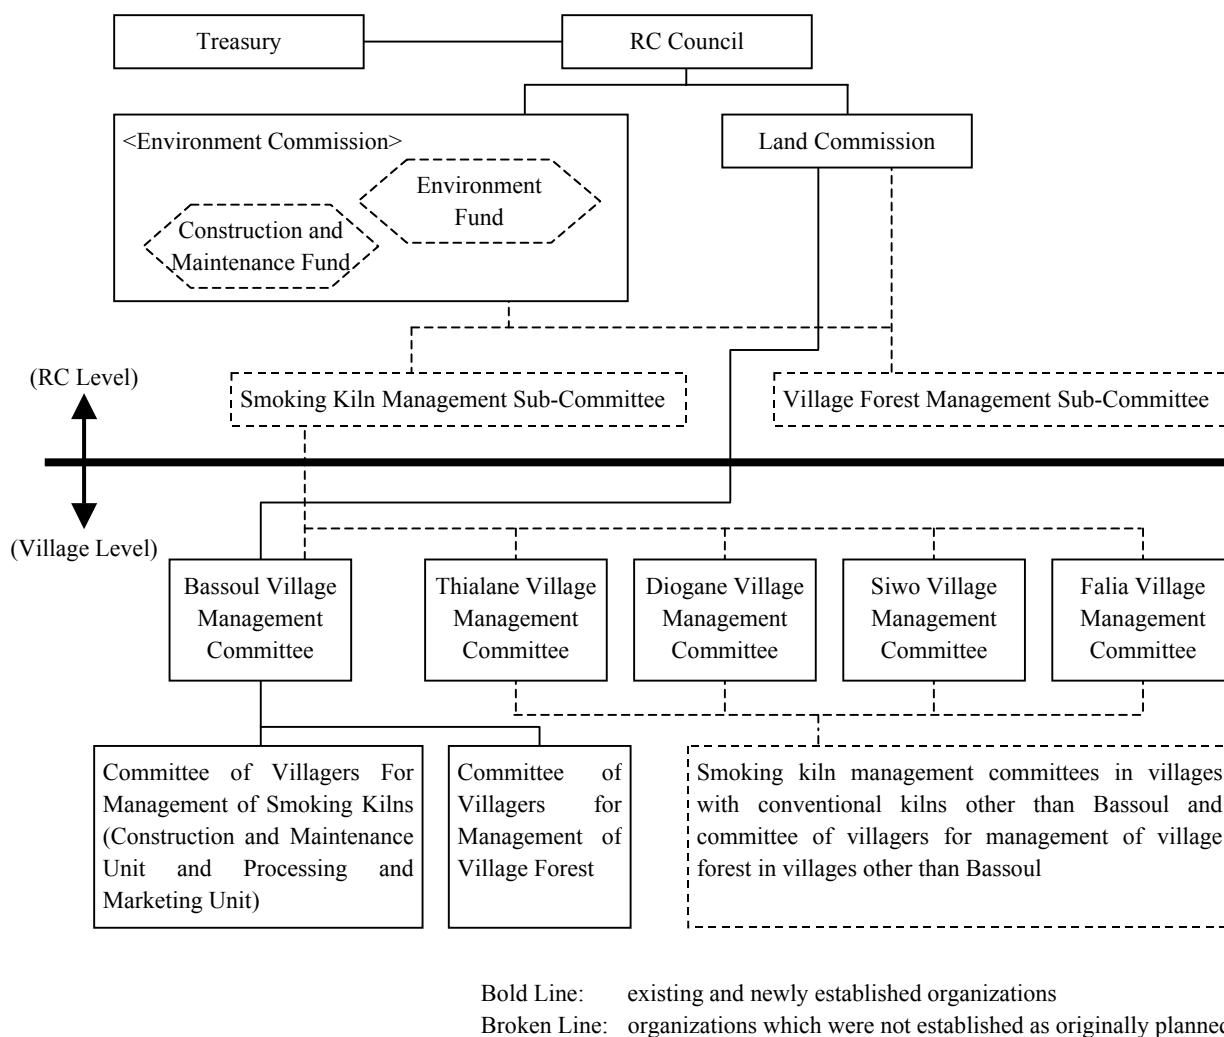 Treasury
RC Council
<Environment Commission>
Environment
Fund
Construction and
Maintenance Fund
Land Commission
(RC Level)
Smoking Kiln Management Sub-Committee
Village Forest Management Sub-Committee
(Village Level)
Bassoul Village
Management
Committee
Thialane Village
Management
Committee
Diogane Village
Management
Committee
Siwo Village
Management
Committee
Falia Village
Management
Committee
Committee of Villagers For
Management of Smoking Kilns
(Construction and Maintenance
Unit and Processing and
Marketing Unit)
Committee of
Villagers for
Management of
Village Forest
Smoking kiln management committees in villages
with conventional kilns other than Bassoul and
committee of villagers for management of village
forest in villages other than Bassoul
Bold Line: existing and newly established organizations
Broken Line: organizations which were not established as originally planned